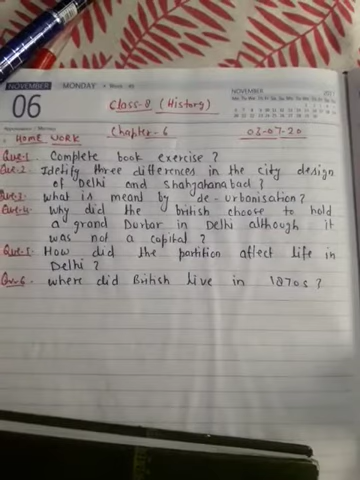 NOVEMBER MONDAY
NOVEMBER 2017
06
Class-8 (History)
Chapter-6 03-07-20
HOME WORK
Que-1 Complete book exercise ?
Que-2 Idetify three differences in the city design
of Delhi and Shahjahanabad ?
Que-3 What is meant by de-urbanisation?
Que-4 Why did the british choose to hold
a grand Durbar in Delhi although it
was not a capital ?
Que-5 How did the partition affect life in
Delhi ?
Que-6 where did British live in 1870s ?